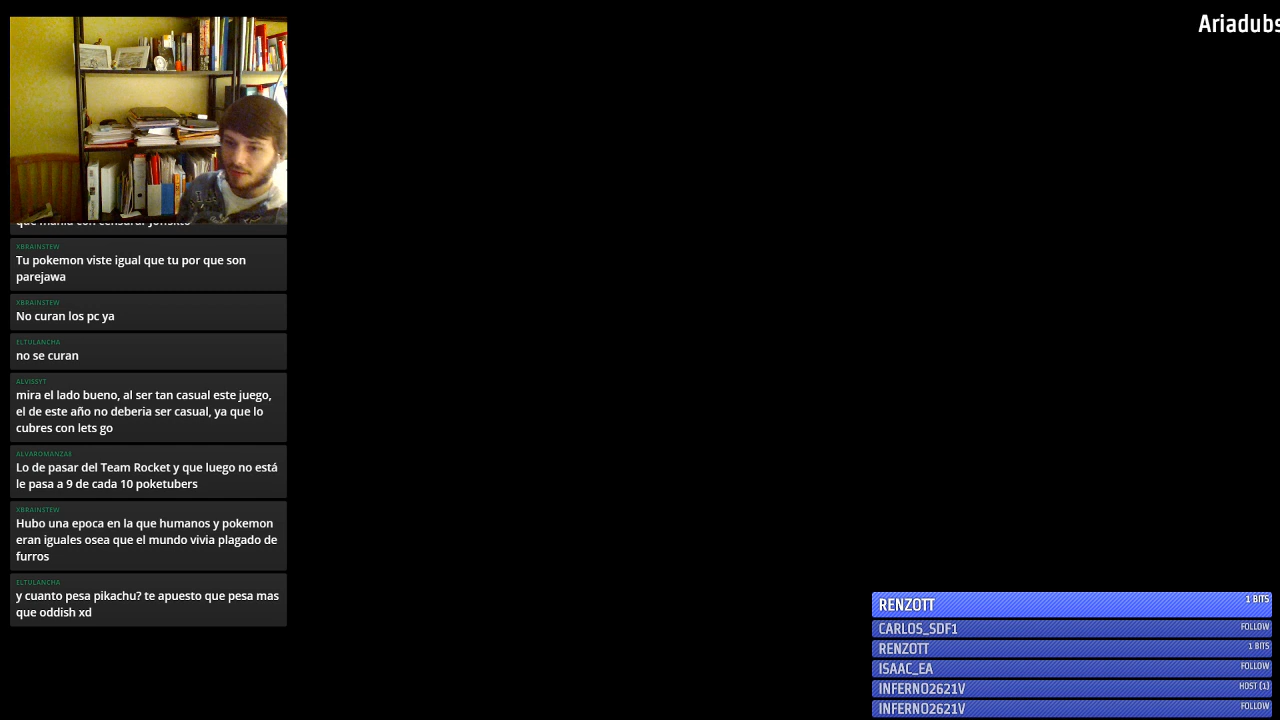 Ariadubs
que manía con censurar Joriskto
XBRAINSTEW
Tu pokemon viste igual que tu por que son
parejawa
XBRAINSTEW
No curan los pc ya
ELTULANCHA
no se curan
ALVISSYT
mira el lado bueno, al ser tan casual este juego,
el de este año no deberia ser casual, ya que lo
cubres con lets go
ALVAROMANZA8
Lo de pasar del Team Rocket y que luego no está
le pasa a 9 de cada 10 poketubers
XBRAINSTEW
Hubo una epoca en la que humanos y pokemon
eran iguales osea que el mundo vivia plagado de
furros
ELTULANCHA
y cuanto pesa pikachu? te apuesto que pesa mas
que oddish xd
RENZOTT 1 BITS
CARLOS_SDF1 FOLLOW
RENZOTT 1 BITS
ISAAC_EA FOLLOW
INFERNO2621V HOST (1)
INFERNO2621V FOLLOW